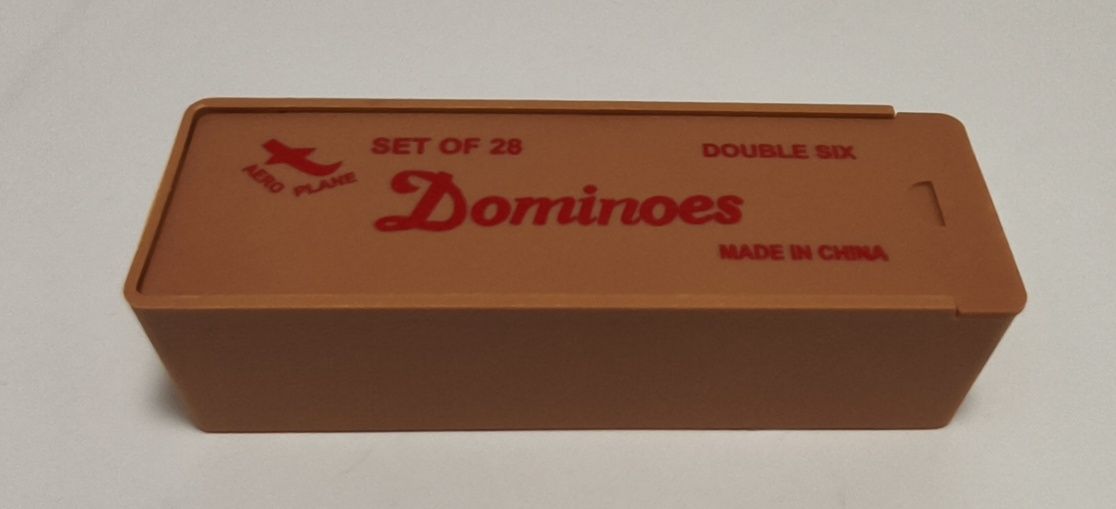 SET OF 28
DOUBLE SIX
AERO PLANE
Dominoes
MADE IN CHINA